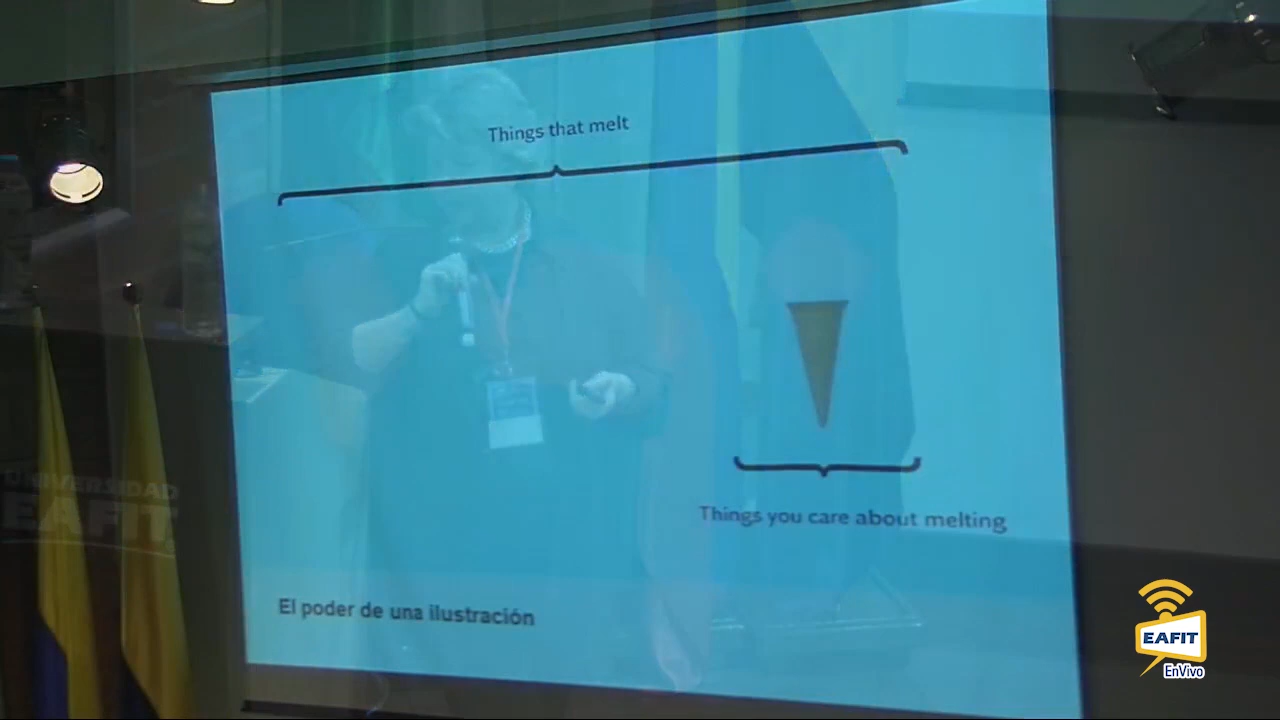 Things that melt
Things you care about melting
El poder de una ilustración
UNIVERSIDAD
EAFIT
EAFIT
EnVivo